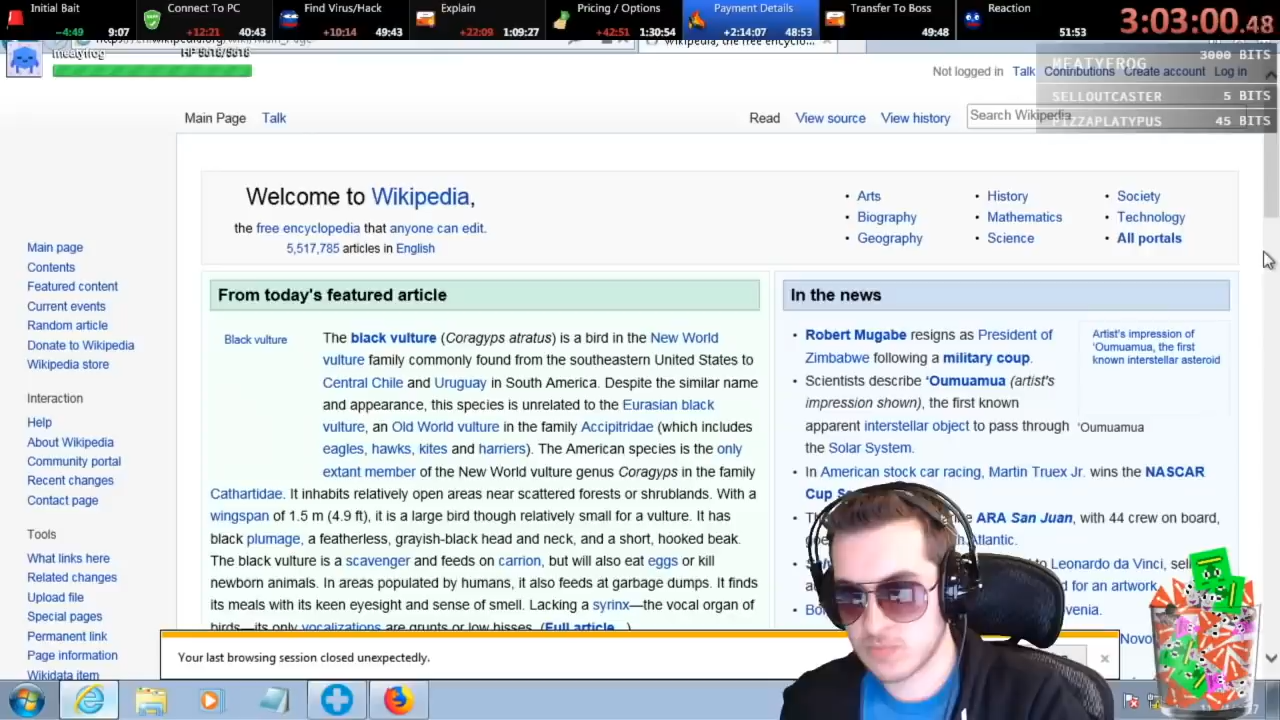 Initial Bait
-4:49 9:07
Connect To PC
+12:21 40:43
Find Virus/Hack
+10:14 49:43
Explain
+22:09 1:09:27
Pricing / Options
+42:51 1:30:54
Payment Details
+2:14:07 48:53
Transfer To Boss
49:48
Reaction
51:53
3:03:00.48
meatyfrog
MEATYFROG 3000 BITS
SELLOUTCASTER 5 BITS
PIZZAPLATYPUS 45 BITS
Not logged in Talk Contributions Create account Log in
Main Page Talk
Read View source View history Search Wikipedia
Welcome to Wikipedia,
the free encyclopedia that anyone can edit.
5,517,785 articles in English
Arts
Biography
Geography
History
Mathematics
Science
Society
Technology
All portals
Main page
Contents
Featured content
Current events
Random article
Donate to Wikipedia
Wikipedia store
Interaction
Help
About Wikipedia
Community portal
Recent changes
Contact page
Tools
What links here
Related changes
Upload file
Special pages
Permanent link
Page information
Wikidata item
From today's featured article
Black vulture
The black vulture (Coragyps atratus) is a bird in the New World
vulture family commonly found from the southeastern United States to
Central Chile and Uruguay in South America. Despite the similar name
and appearance, this species is unrelated to the Eurasian black
vulture, an Old World vulture in the family Accipitridae (which includes
eagles, hawks, kites and harriers). The American species is the only
extant member of the New World vulture genus Coragyps in the family
Cathartidae. It inhabits relatively open areas near scattered forests or shrublands. With a
wingspan of 1.5 m (4.9 ft), it is a large bird though relatively small for a vulture. It has
black plumage, a featherless, grayish-black head and neck, and a short, hooked beak.
The black vulture is a scavenger and feeds on carrion, but will also eat eggs or kill
newborn animals. In areas populated by humans, it also feeds at garbage dumps. It finds
its meals with its keen eyesight and sense of smell. Lacking a syrinx—the vocal organ of
birds—its only vocalizations are grunts or low hisses. (Full article...)
In the news
Robert Mugabe resigns as President of
Zimbabwe following a military coup.
Scientists describe ʻOumuamua (artist's
impression shown), the first known
apparent interstellar object to pass through
the Solar System.
Artist's impression of
ʻOumuamua, the first
known interstellar asteroid
ʻOumuamua
In American stock car racing, Martin Truex Jr. wins the NASCAR
Cup
ARA San Juan, with 44 crew on board,
Atlantic.
to Leonardo da Vinci,
for an artwork
Your last browsing session closed unexpectedly.